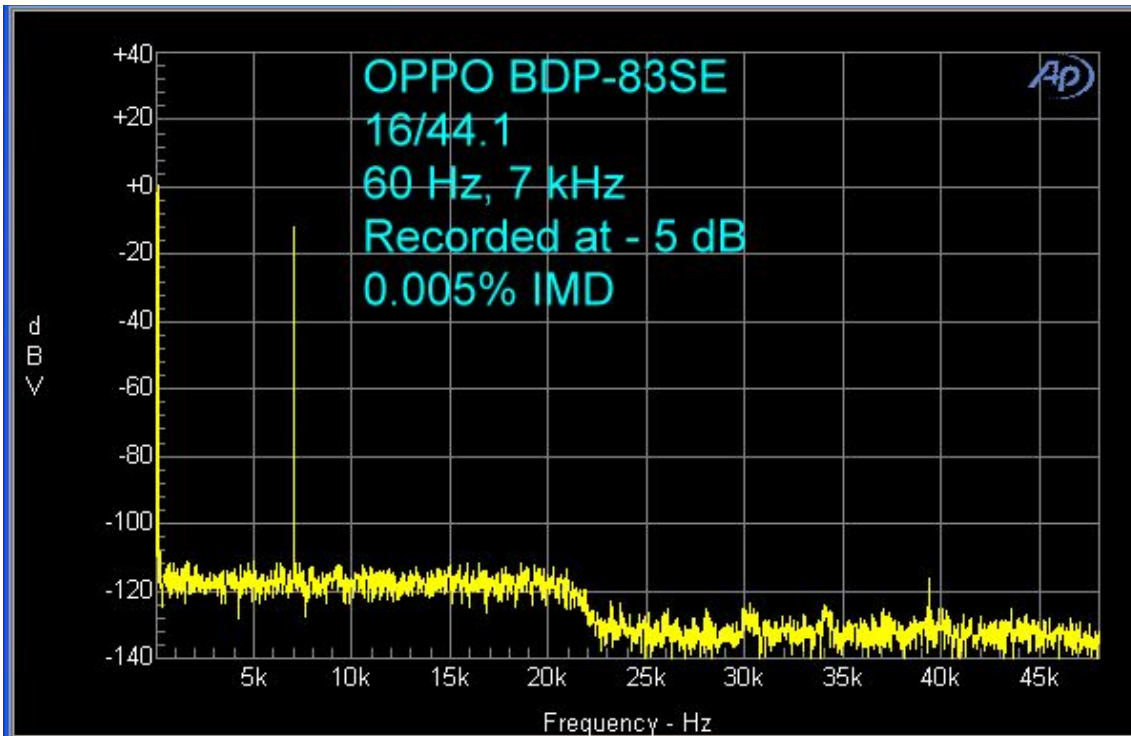 OPPO BDP-83SE
16/44.1
60 Hz, 7 kHz
Recorded at - 5 dB
0.005% IMD
Ap
+40
+20
+0
-20
-40
-60
-80
-100
-120
-140
d
B
V
5k 10k 15k 20k 25k 30k 35k 40k 45k
Frequency - Hz